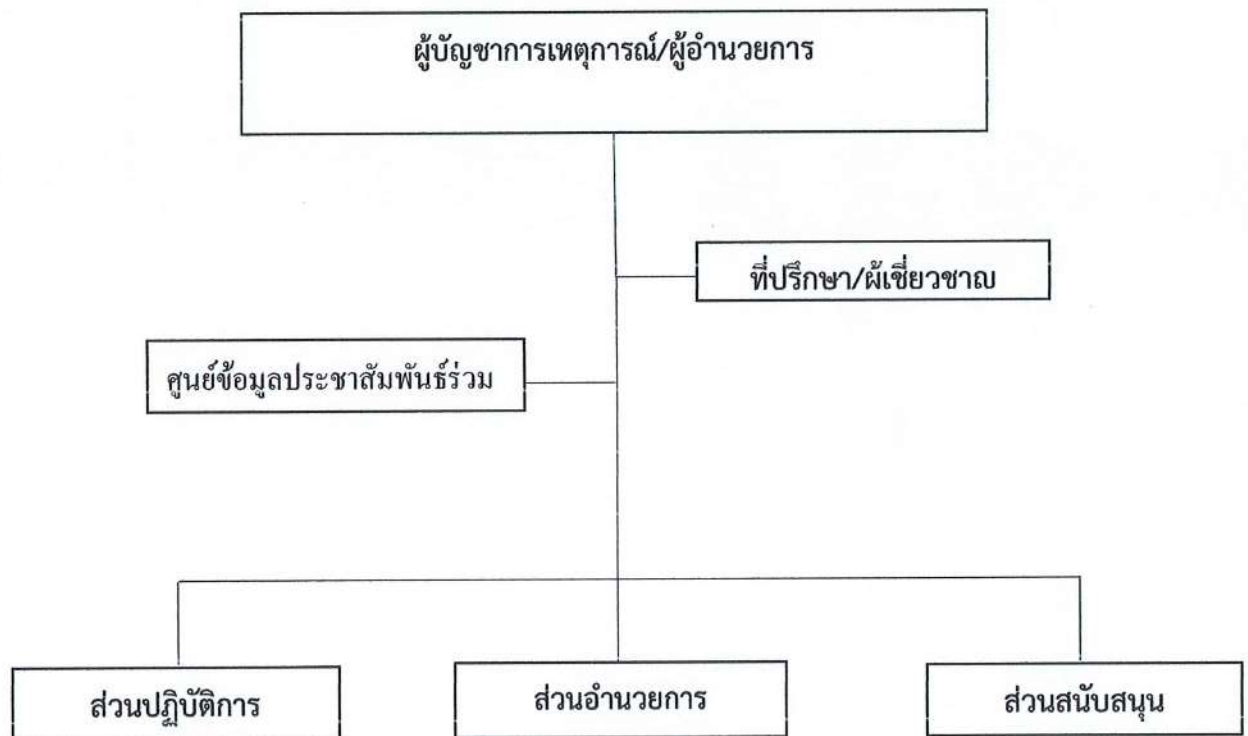 ผู้บัญชาการเหตุการณ์/ผู้อำนวยการ
ที่ปรึกษา/ผ้เชี่ยวชาญ
ศูนย์ข้อมูลประชาสัมพันธ์ร่วม
ส่วนปฏิบัติการ
ส่วนอำนวยการ
ส่วนสนับสนุน